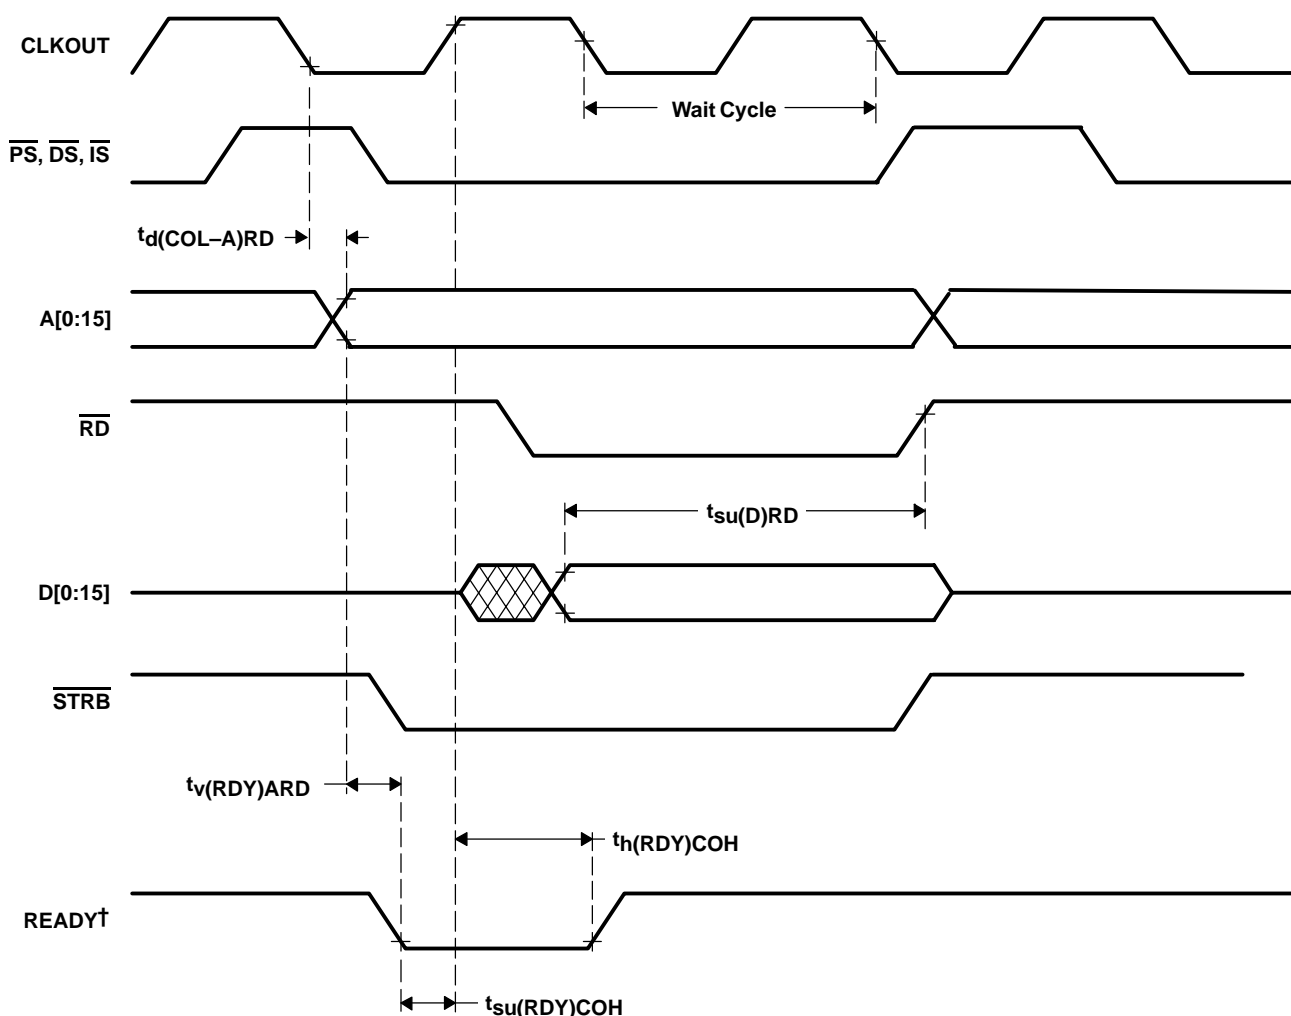 CLKOUT
Wait Cycle
PS, DS, IS
td(COL–A)RD
A[0:15]
RD
tsu(D)RD
D[0:15]
STRB
tv(RDY)ARD
th(RDY)COH
READY†
tsu(RDY)COH